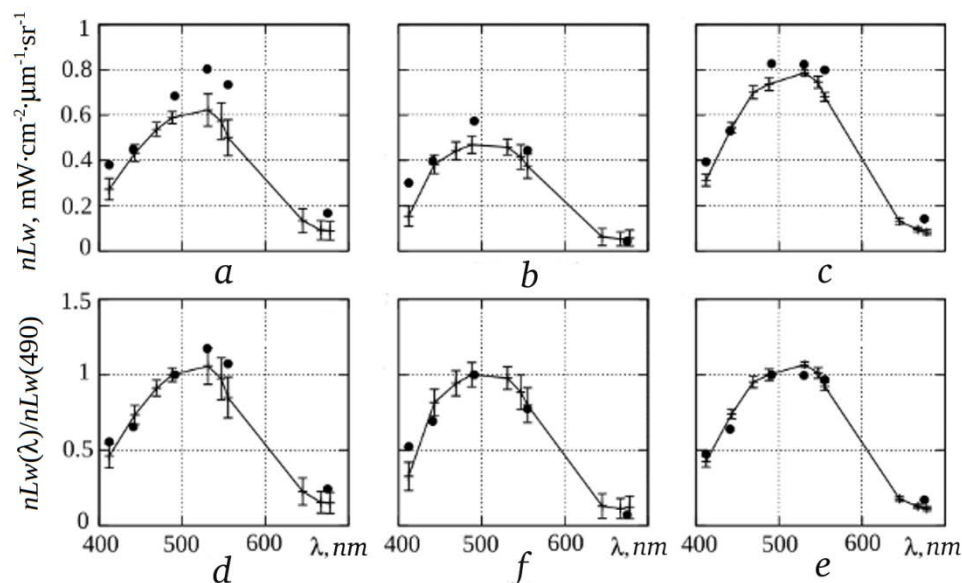 nLw, mW·cm⁻²·μm⁻¹·sr⁻¹
1
0.8
0.6
0.4
0.2
0
a
b
c
nLw(λ)/nLw(490)
1.5
1
0.5
0
400 500 600 λ, nm
500 600 λ, nm
400 500 600 λ, nm
d
f
e